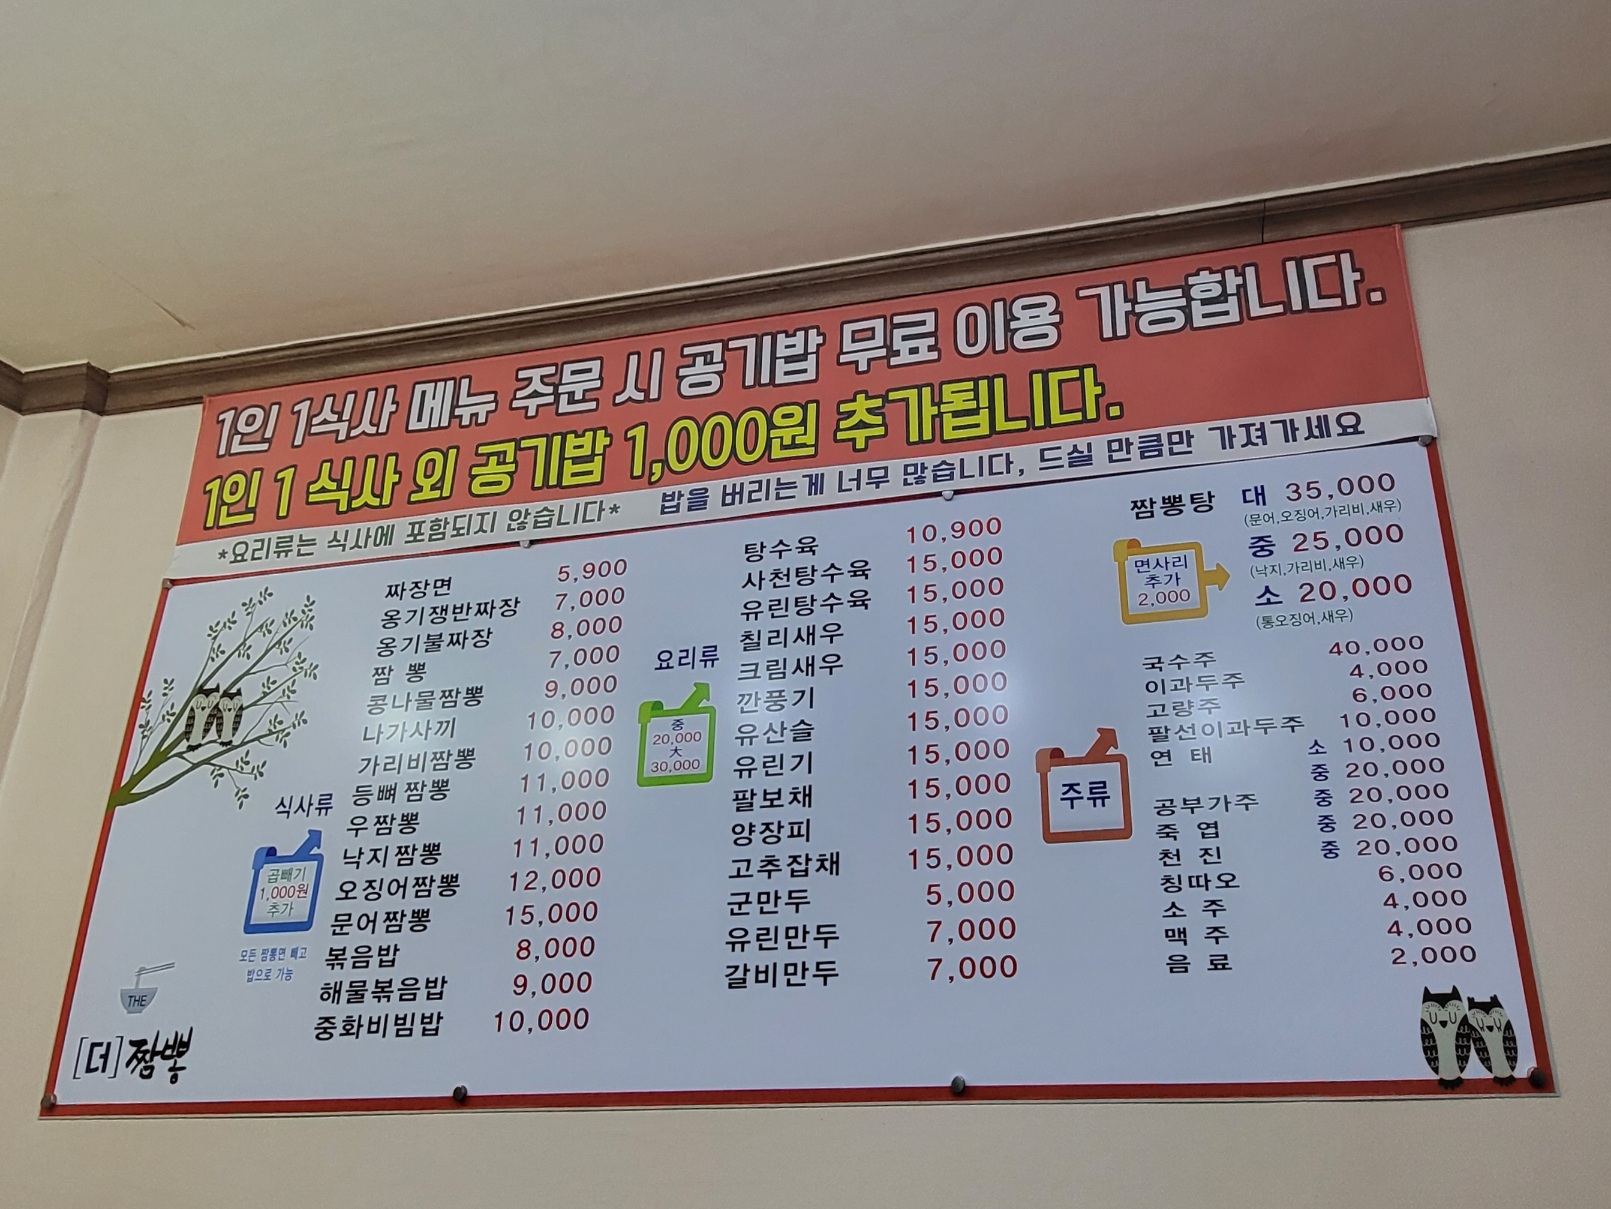 1인 1식사 메뉴 주문 시 공기밥 무료 이용 가능합니다.
1인 1 식사 외 공기밥 1,000원 추가됩니다.
*요리류는 식사에 포함되지 않습니다* 밥을 버리는게 너무 많습니다, 드실 만큼만 가져가세요
식사류
곱빼기
1,000원
추가
모든 짬뽕면 빼고
밥으로 가능
짜장면 5,900
옹기쟁반짜장 7,000
옹기불짜장 8,000
짬 뽕 7,000
콩나물짬뽕 9,000
나가사끼 10,000
가리비짬뽕 10,000
등뼈짬뽕 11,000
우짬뽕 11,000
낙지짬뽕 11,000
오징어짬뽕 12,000
문어짬뽕 15,000
볶음밥 8,000
해물볶음밥 9,000
중화비빔밥 10,000
THE
[더]짬뽕
요리류
중
20,000
大
30,000
탕수육 10,900
사천탕수육 15,000
유린탕수육 15,000
칠리새우 15,000
크림새우 15,000
깐풍기 15,000
유산슬 15,000
유린기 15,000
팔보채 15,000
양장피 15,000
고추잡채 15,000
군만두 5,000
유린만두 7,000
갈비만두 7,000
짬뽕탕 대 35,000
(문어,오징어,가리비,새우)
중 25,000
(낙지,가리비,새우)
소 20,000
(통오징어,새우)
면사리
추가
2,000
주류
국수주 40,000
이과두주 4,000
고량주 6,000
팔선이과두주 10,000
연 태 소 10,000
중 20,000
공부가주 중 20,000
죽 엽 중 20,000
천 진 중 20,000
칭따오 6,000
소 주 4,000
맥 주 4,000
음 료 2,000